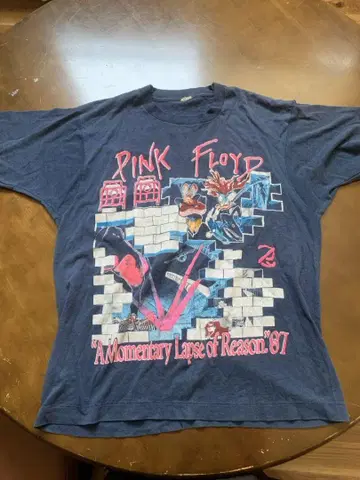 PINK FLOYD
"A Momentary Lapse of Reason."87